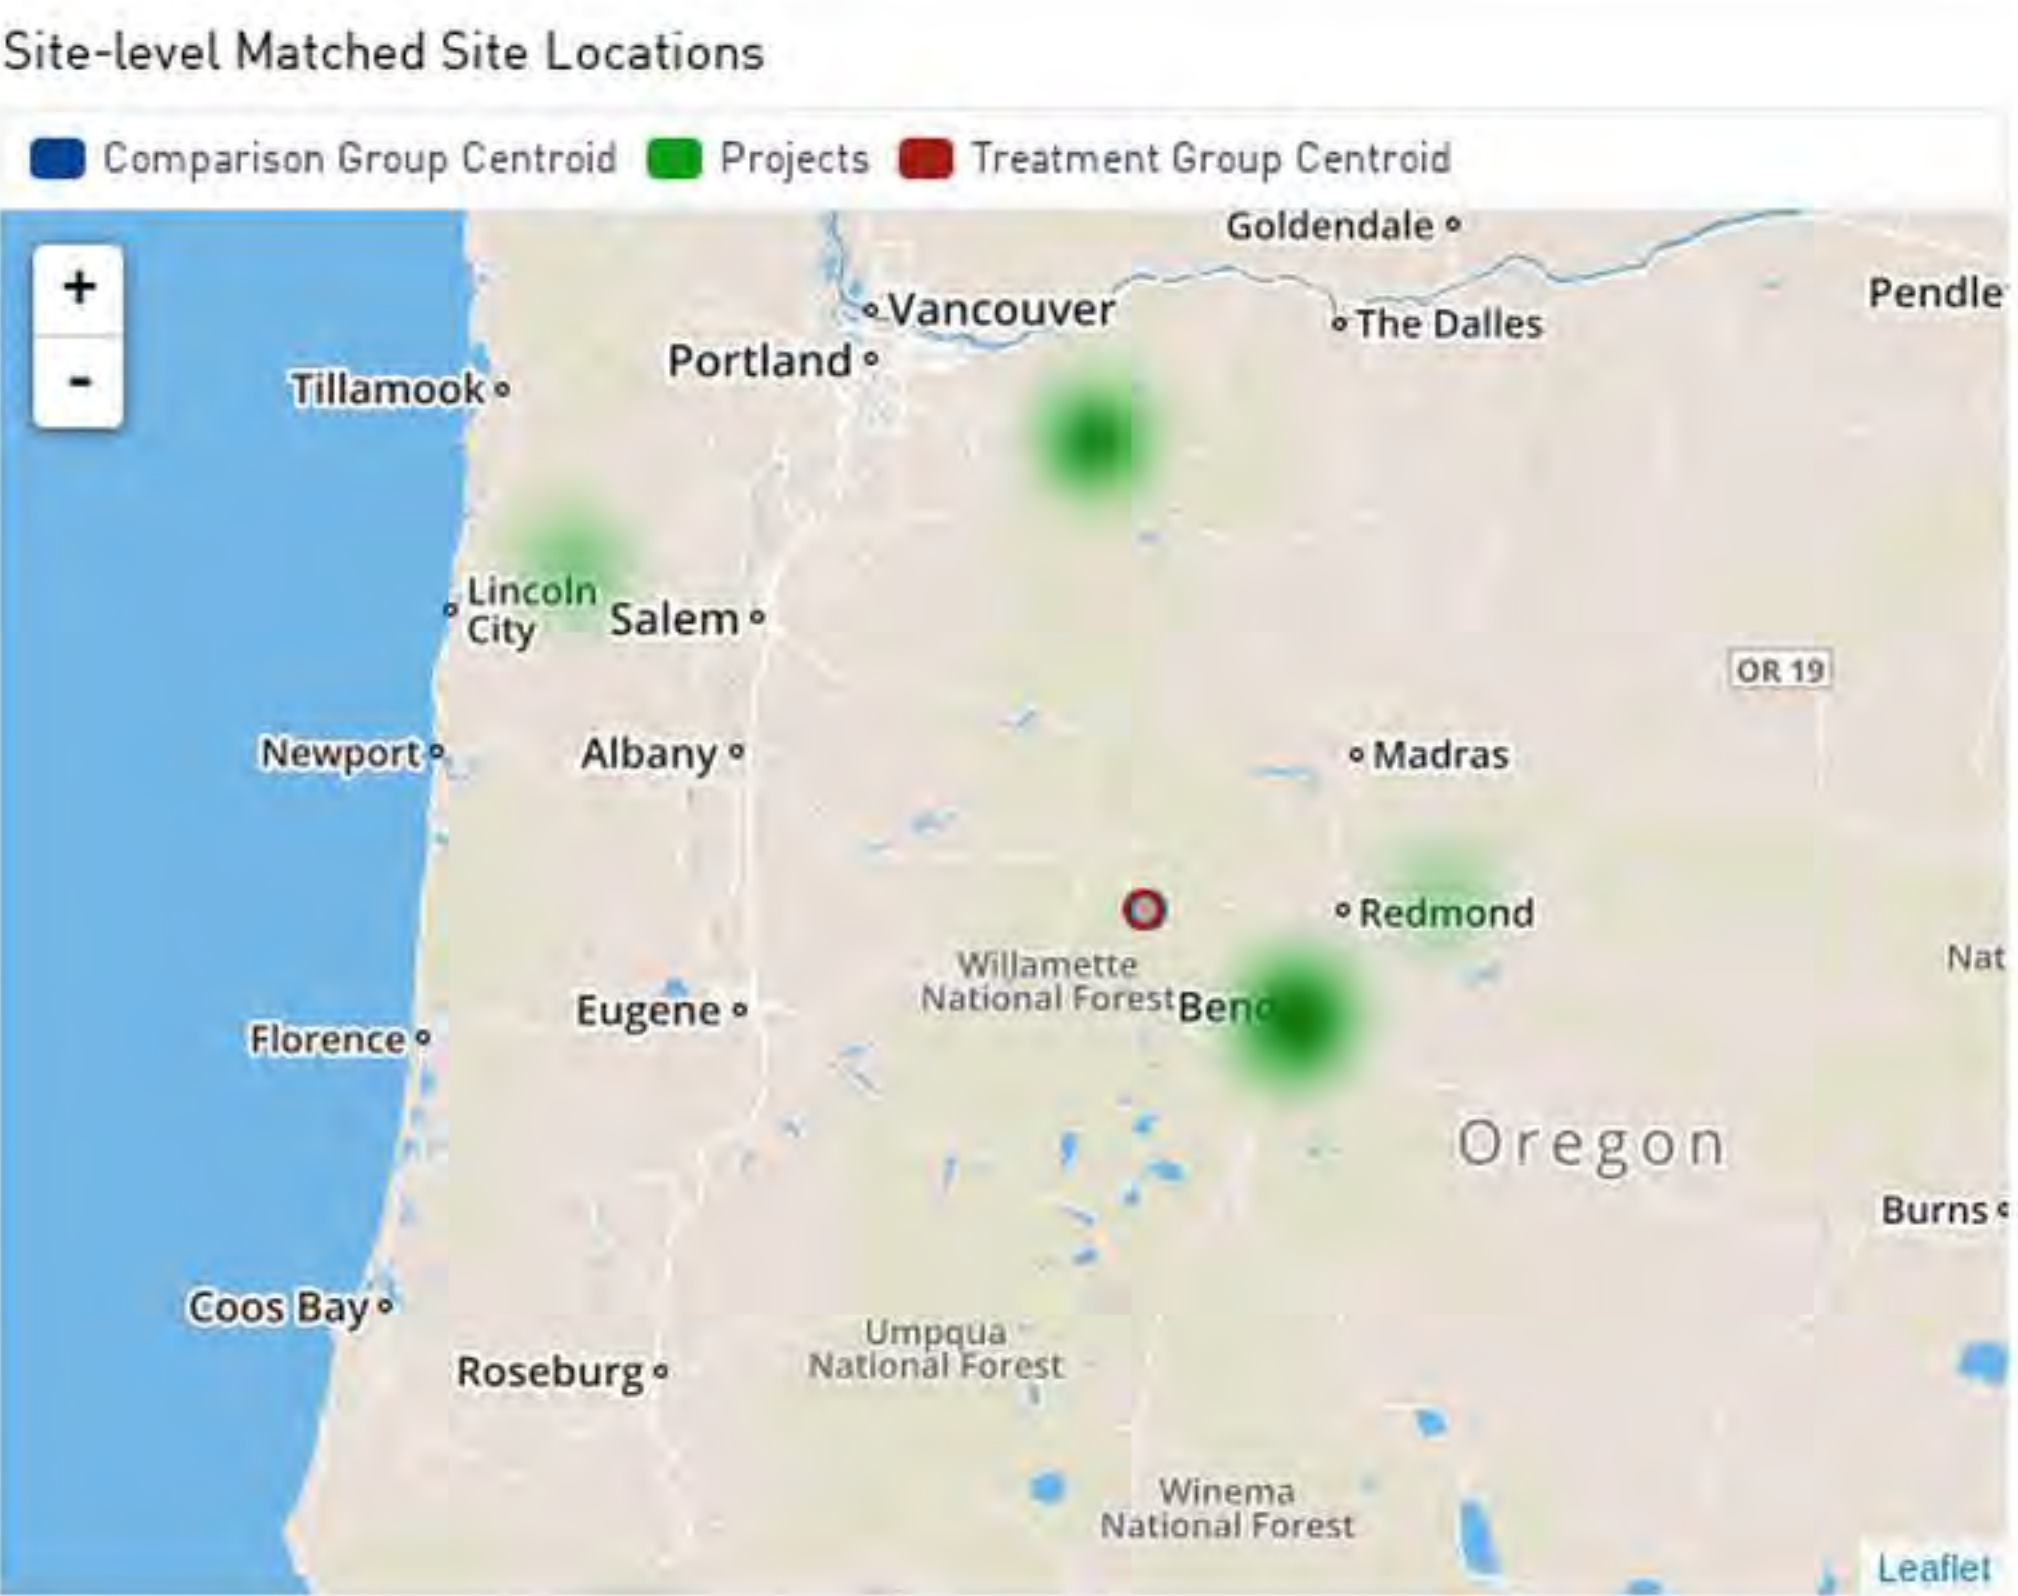 Site-level Matched Site Locations
Comparison Group Centroid Projects Treatment Group Centroid
+
-
Goldendale
Vancouver
Pendle
The Dalles
Portland
Tillamook
Lincoln
City
Salem
OR 19
Newport
Albany
Madras
Redmond
Willamette
National Forest
Nat
Bend
Eugene
Florence
Oregon
Burns
Coos Bay
Umpqua
National Forest
Roseburg
Winema
National Forest
Leaflet